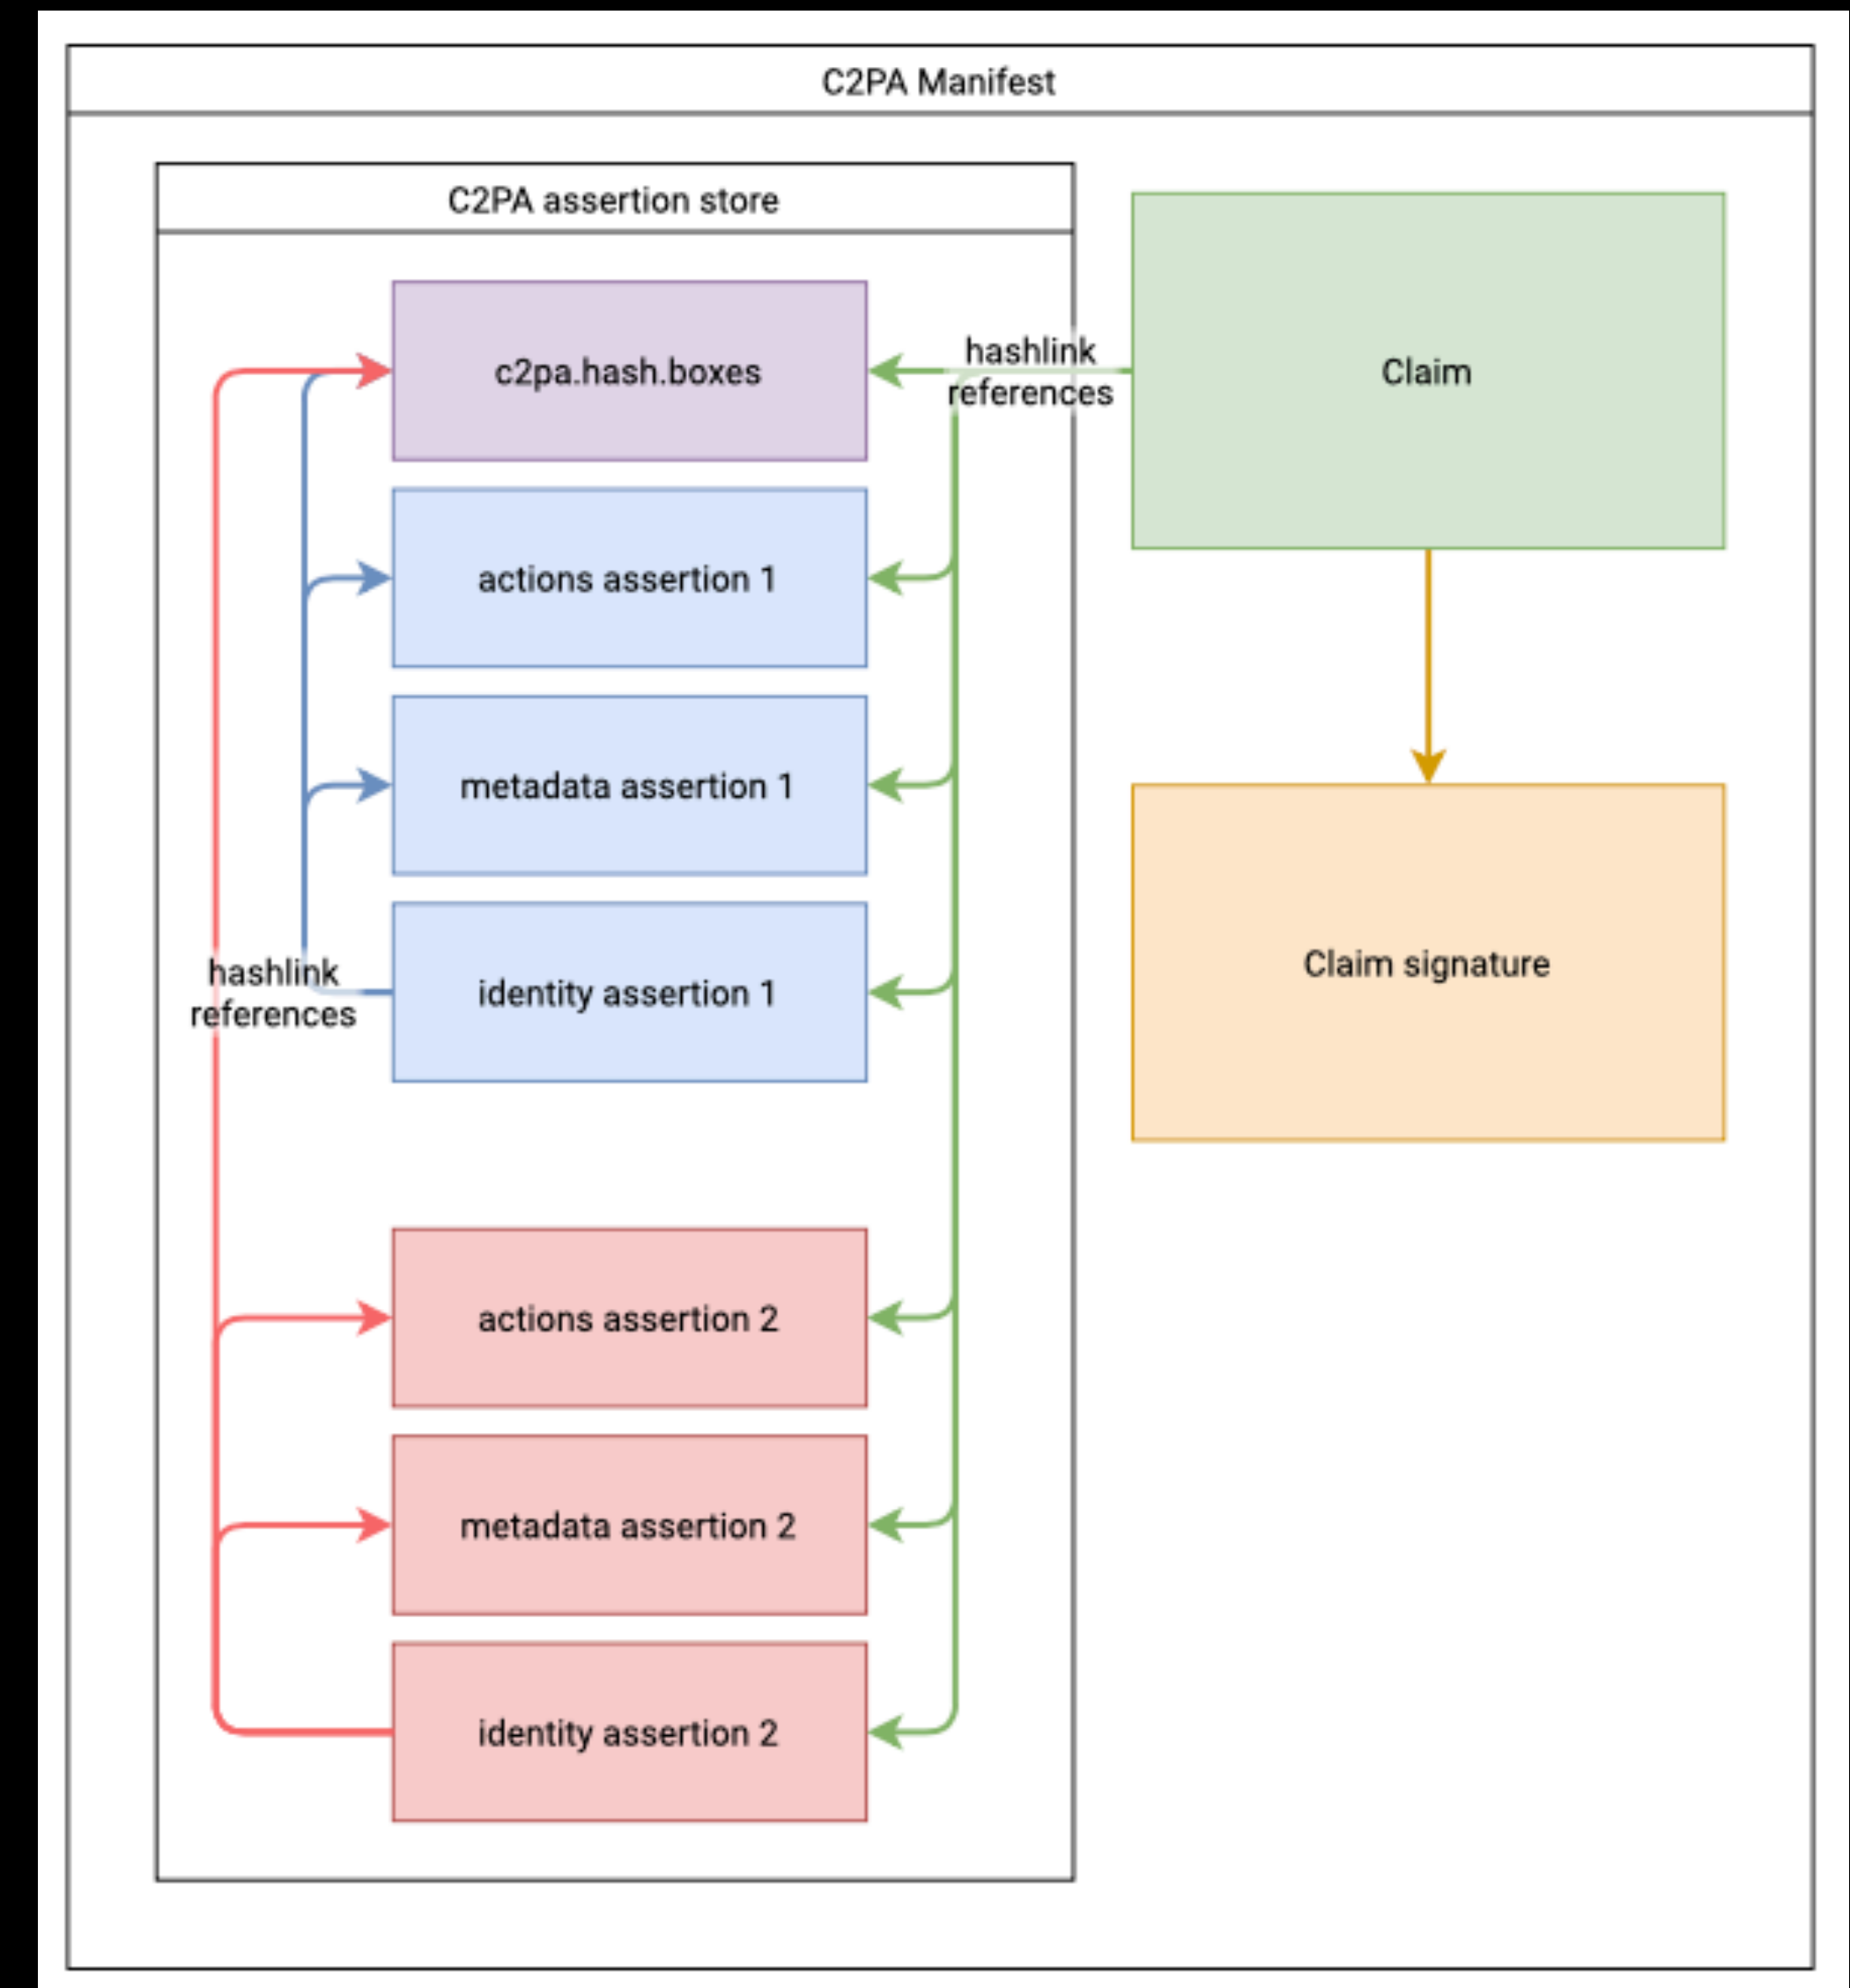 C2PA Manifest
C2PA assertion store
c2pa.hash.boxes
hashlink
references
Claim
actions assertion 1
metadata assertion 1
hashlink
references
identity assertion 1
Claim signature
actions assertion 2
metadata assertion 2
identity assertion 2